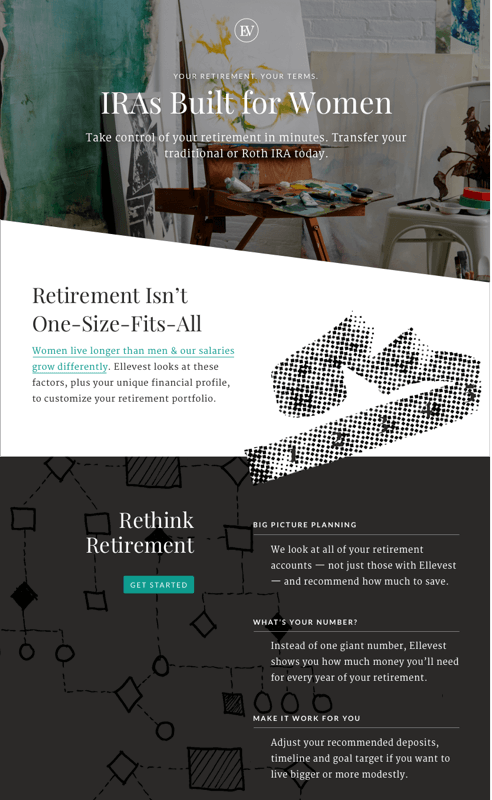 EV
YOUR RETIREMENT. YOUR TERMS.
IRAs Built for Women
Take control of your retirement in minutes. Transfer your
traditional or Roth IRA today.
Retirement Isn't
One-Size-Fits-All
Women live longer than men & our salaries
grow differently. Ellevest looks at these
factors, plus your unique financial profile,
to customize your retirement portfolio.
1 2 3 4 5
Rethink
Retirement
GET STARTED
BIG PICTURE PLANNING
We look at all of your retirement
accounts — not just those with Ellevest
— and recommend how much to save.
WHAT'S YOUR NUMBER?
Instead of one giant number, Ellevest
shows you how much money you'll need
for every year of your retirement.
MAKE IT WORK FOR YOU
Adjust your recommended deposits,
timeline and goal target if you want to
live bigger or more modestly.